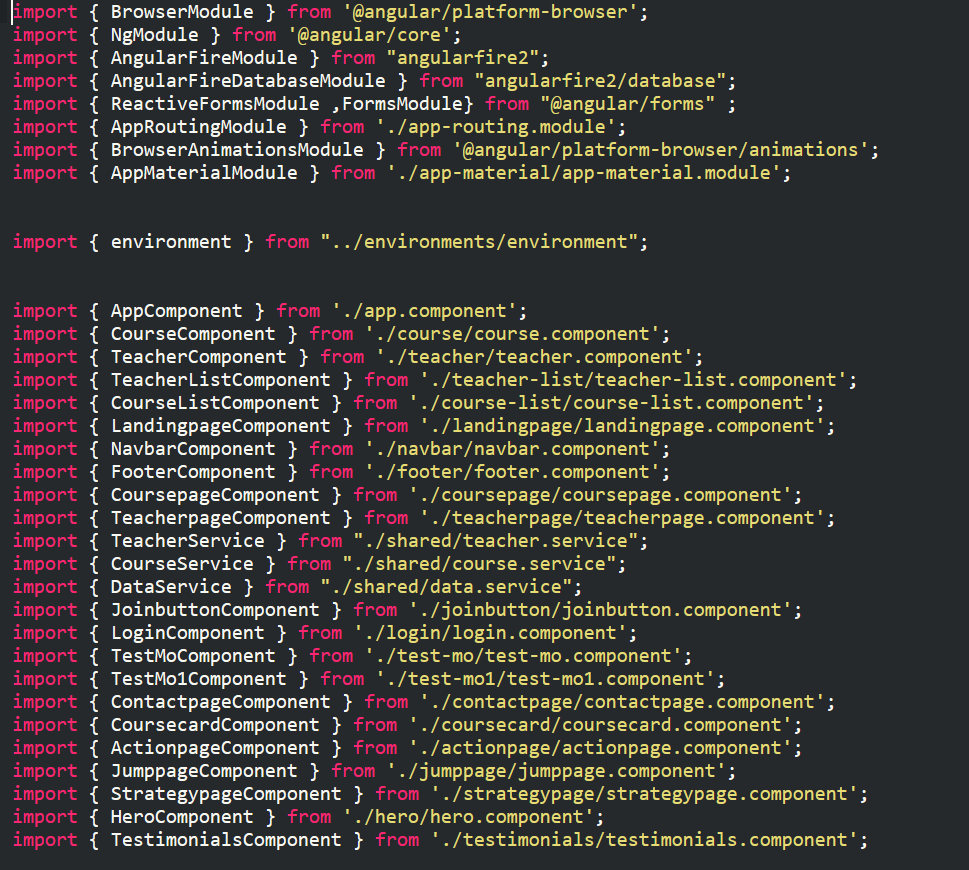 import { BrowserModule } from '@angular/platform-browser';
import { NgModule } from '@angular/core';
import { AngularFireModule } from "angularfire2";
import { AngularFireDatabaseModule } from "angularfire2/database";
import { ReactiveFormsModule ,FormsModule} from "@angular/forms" ;
import { AppRoutingModule } from './app-routing.module';
import { BrowserAnimationsModule } from '@angular/platform-browser/animations';
import { AppMaterialModule } from './app-material/app-material.module';
import { environment } from "../environments/environment";
import { AppComponent } from './app.component';
import { CourseComponent } from './course/course.component';
import { TeacherComponent } from './teacher/teacher.component';
import { TeacherListComponent } from './teacher-list/teacher-list.component';
import { CourseListComponent } from './course-list/course-list.component';
import { LandingpageComponent } from './landingpage/landingpage.component';
import { NavbarComponent } from './navbar/navbar.component';
import { FooterComponent } from './footer/footer.component';
import { CoursepageComponent } from './coursepage/coursepage.component';
import { TeacherpageComponent } from './teacherpage/teacherpage.component';
import { TeacherService } from "./shared/teacher.service";
import { CourseService } from "./shared/course.service";
import { DataService } from "./shared/data.service";
import { JoinbuttonComponent } from './joinbutton/joinbutton.component';
import { LoginComponent } from './login/login.component';
import { TestMoComponent } from './test-mo/test-mo.component';
import { TestMo1Component } from './test-mo1/test-mo1.component';
import { ContactpageComponent } from './contactpage/contactpage.component';
import { CoursecardComponent } from './coursecard/coursecard.component';
import { ActionpageComponent } from './actionpage/actionpage.component';
import { JumppageComponent } from './jumppage/jumppage.component';
import { StrategypageComponent } from './strategypage/strategypage.component';
import { HeroComponent } from './hero/hero.component';
import { TestimonialsComponent } from './testimonials/testimonials.component';